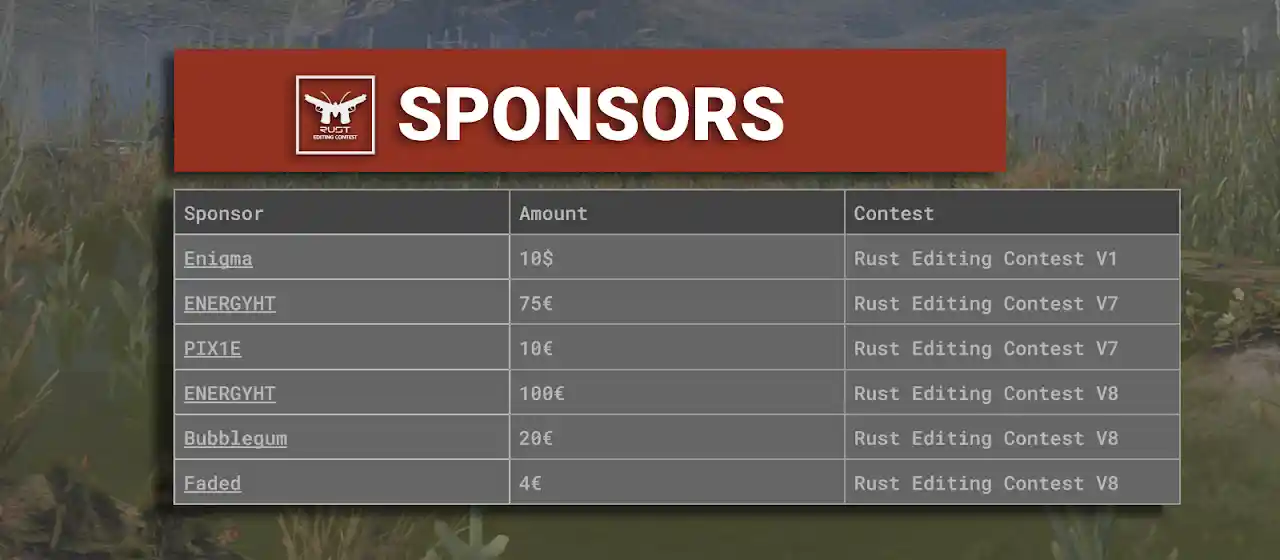 RUST
EDITING CONTEST
SPONSORS
Sponsor Amount Contest
Enigma 10$ Rust Editing Contest V1
ENERGYHT 75€ Rust Editing Contest V7
PIX1E 10€ Rust Editing Contest V7
ENERGYHT 100€ Rust Editing Contest V8
Bubblegum 20€ Rust Editing Contest V8
Faded 4€ Rust Editing Contest V8